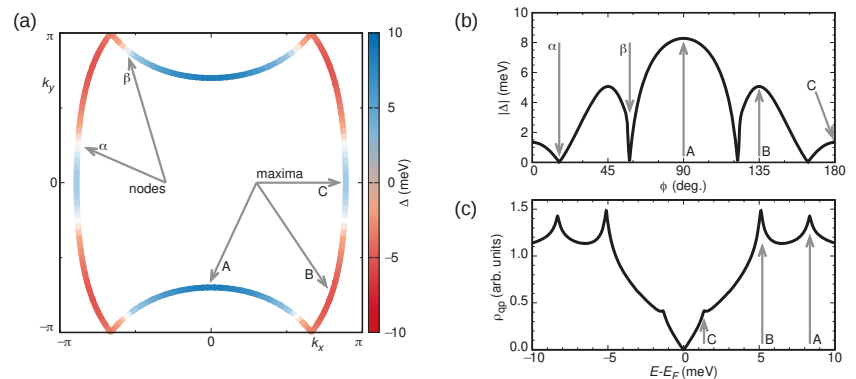 (a)
π
k_y
0
−π
−π
0
k_x
π
β
α
nodes
maxima
C
A
B
10
5
0
−5
−10
Δ (meV)
(b)
8
6
4
2
0
|Δ| (meV)
α
β
A
B
C
0
45
90
135
180
ϕ (deg.)
(c)
1.5
1.0
0.5
0.0
ρ_qp (arb. units)
C
B
A
−10
−5
0
5
10
E-E_F (meV)